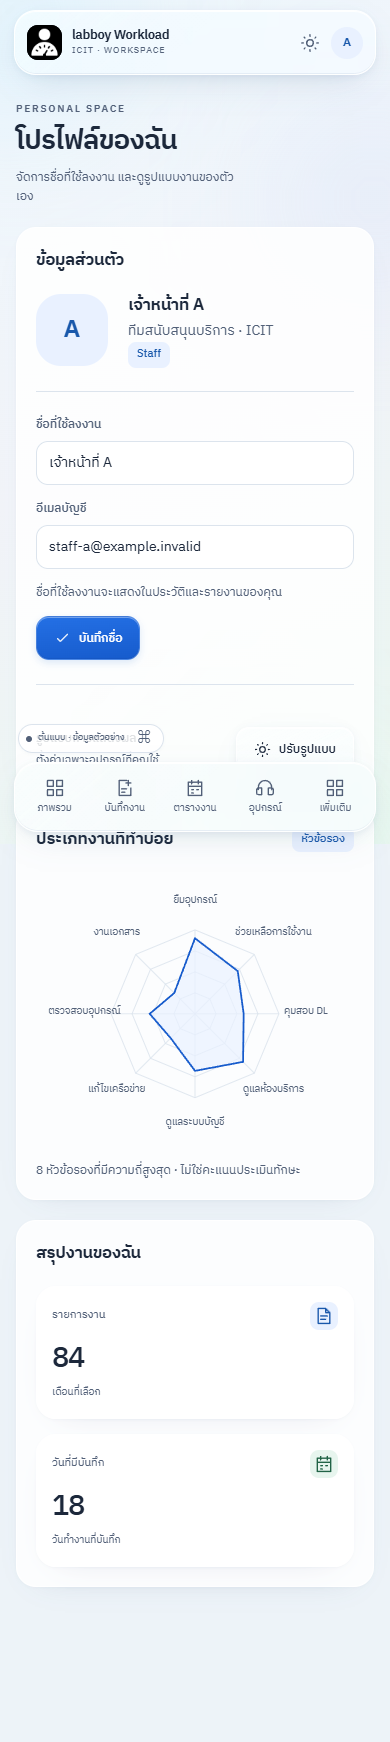 labboy Workload
ICIT · WORKSPACE
A
PERSONAL SPACE
โปรไฟล์ของฉัน
จัดการชื่อที่ใช้ลงงาน และดูรูปแบบงานของตัว
เอง
ข้อมูลส่วนตัว
A
เจ้าหน้าที่ A
ทีมสนับสนุนบริการ · ICIT
Staff
ชื่อที่ใช้ลงงาน
เจ้าหน้าที่ A
อีเมลบัญชี
staff-a@example.invalid
ชื่อที่ใช้ลงงานจะแสดงในประวัติและรายงานของคุณ
บันทึกชื่อ
ต้นแบบ · ข้อมูลตัวอย่าง
ปรับรูปแบบ
ตั้งค่าเฉพาะอุปกรณ์ที่คุณใช้
ภาพรวม
บันทึกงาน
ตารางงาน
อุปกรณ์
เพิ่มเติม
ประเภทงานที่ทำบ่อย
หัวข้อรอง
ยืมอุปกรณ์
งานเอกสาร
ช่วยเหลือการใช้งาน
ตรวจสอบอุปกรณ์
คุมสอบ DL
แก้ไขเครือข่าย
ดูแลห้องบริการ
ดูแลระบบบัญชี
8 หัวข้อรองที่มีความถี่สูงสุด · ไม่ใช่คะแนนประเมินทักษะ
สรุปงานของฉัน
รายการงาน
84
เดือนที่เลือก
วันที่มีบันทึก
18
วันทำงานที่บันทึก